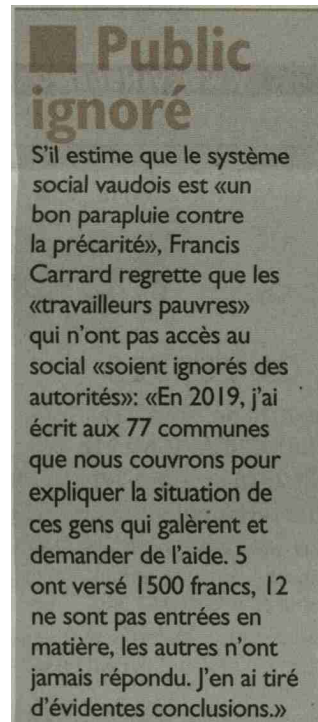 Public
ignoré
S'il estime que le système
social vaudois est «un
bon parapluie contre
la précarité», Francis
Carrard regrette que les
«travailleurs pauvres»
qui n'ont pas accès au
social «soient ignorés des
autorités»: «En 2019, j'ai
écrit aux 77 communes
que nous couvrons pour
expliquer la situation de
ces gens qui galèrent et
demander de l'aide. 5
ont versé 1500 francs, 12
ne sont pas entrées en
matière, les autres n'ont
jamais répondu. J'en ai tiré
d'évidentes conclusions.»